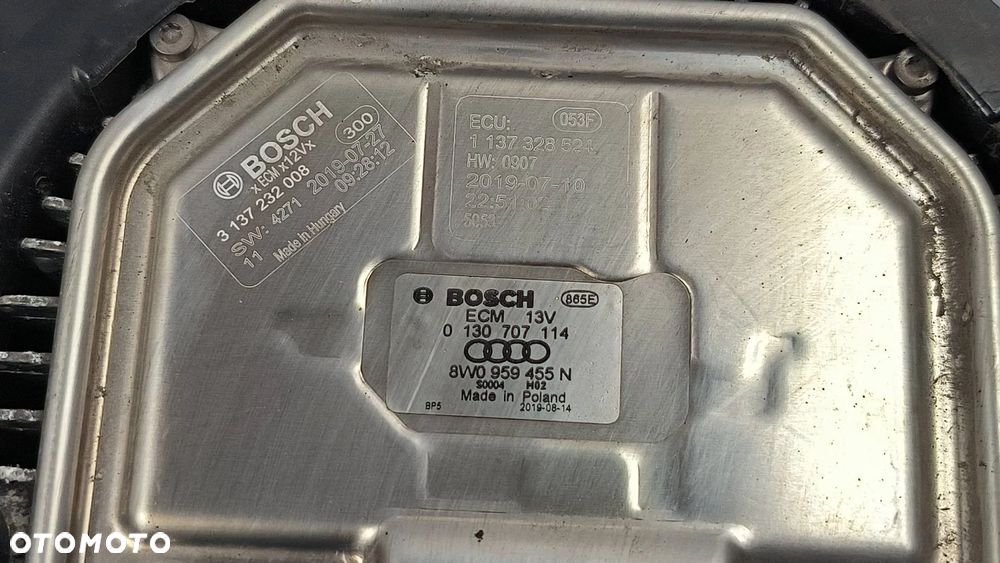 BOSCH
300
X ECM X12VX
3 137 232 008
2019-07-27
SW: 4271 09:28:12
11 Made in Hungary
ECU: 053F
1 137 328 521
HW: 0907
2019-07-10
5053
BOSCH 865E
ECM 13V
0 130 707 114
8W0 959 455 N
S0004 H02
Made in Poland
BP5 2019-08-14
OTOMOTO